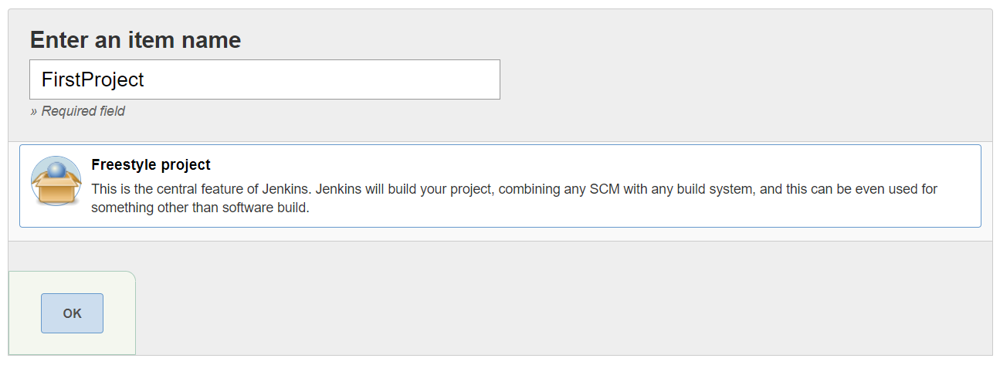 Enter an item name
FirstProject
» Required field
Freestyle project
This is the central feature of Jenkins. Jenkins will build your project, combining any SCM with any build system, and this can be even used for
something other than software build.
OK